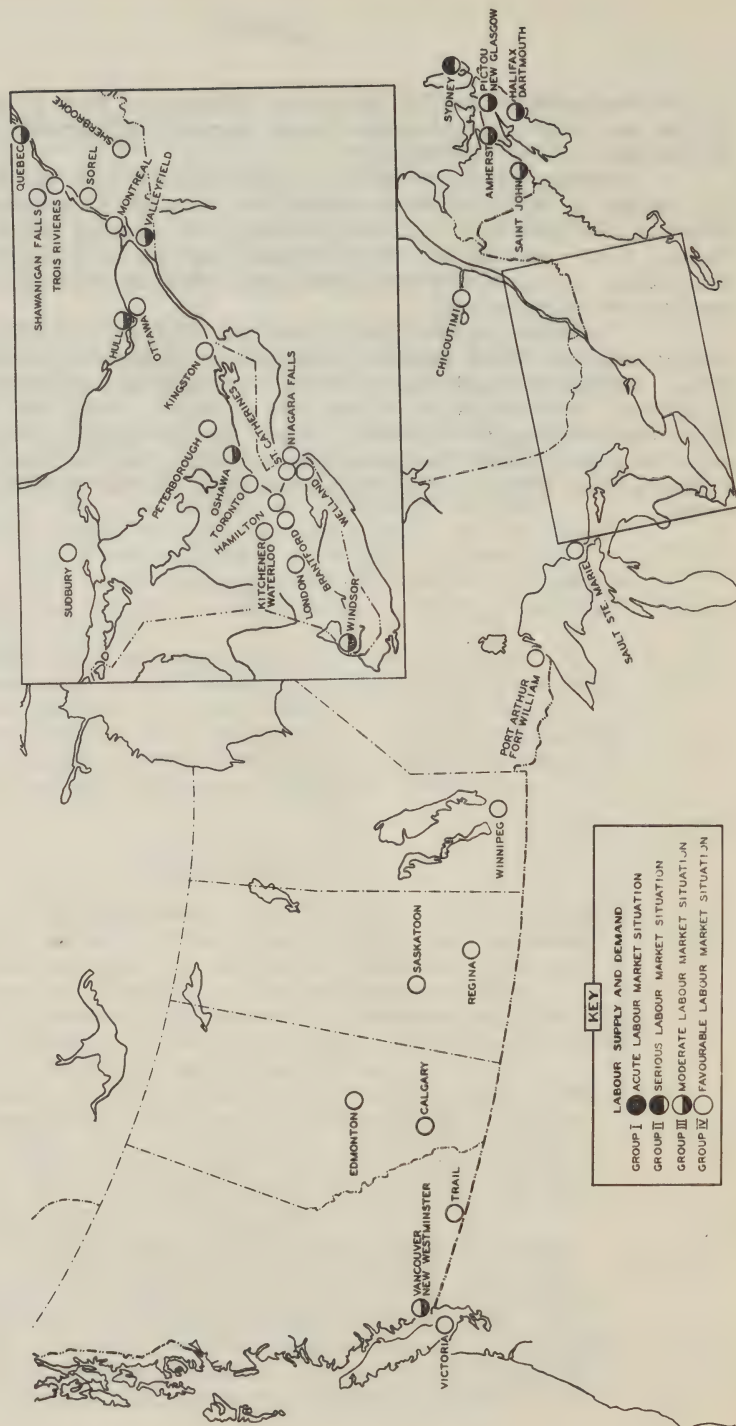 VICTORIA
VANCOUVER
NEW WESTMINSTER
TRAIL
EDMONTON
CALGARY
SASKATOON
REGINA
WINNIPEG
PORT ARTHUR
FORT WILLIAM
SAULT STE. MARIE
CHICOUTIMI
SAINT JOHN
AMHERST
SYDNEY
PICTOU
NEW GLASGOW
HALIFAX
DARTMOUTH
SUDBURY
WINDSOR
LONDON
KITCHENER
WATERLOO
BRANTFORD
HAMILTON
TORONTO
OSHAWA
PETERBOROUGH
WELLAND
ST. CATHERINES
NIAGARA FALLS
KINGSTON
HULL
OTTAWA
MONTREAL
VALLEYFIELD
SOREL
TROIS RIVIERES
SHAWANIGAN FALLS
QUEBEC
SHERBROOKE
KEY
LABOUR SUPPLY AND DEMAND
GROUP I ACUTE LABOUR MARKET SITUATION
GROUP II SERIOUS LABOUR MARKET SITUATION
GROUP III MODERATE LABOUR MARKET SITUATION
GROUP IV FAVOURABLE LABOUR MARKET SITUATION